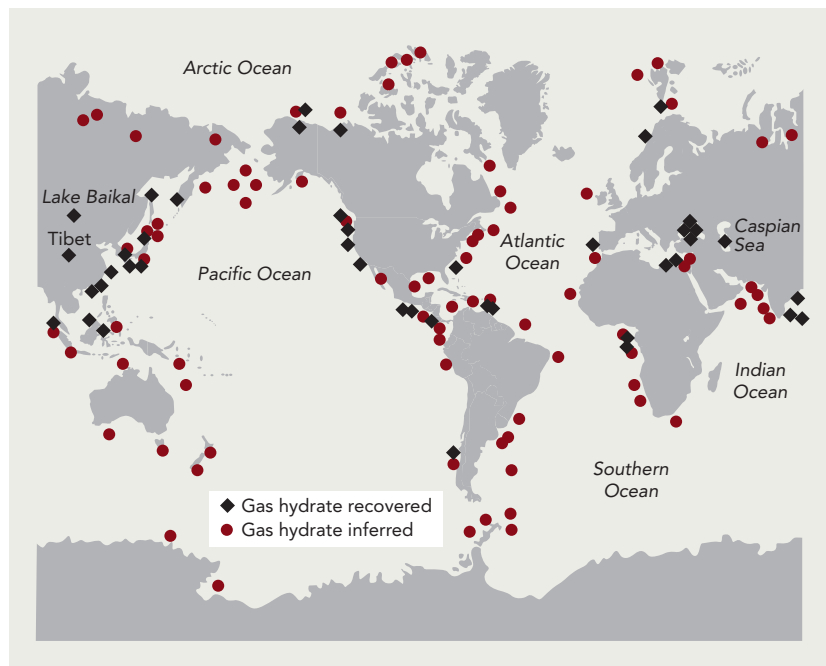 Arctic Ocean
Lake Baikal
Tibet
Pacific Ocean
Atlantic
Ocean
Caspian
Sea
Indian
Ocean
Southern
Ocean
Gas hydrate recovered
Gas hydrate inferred